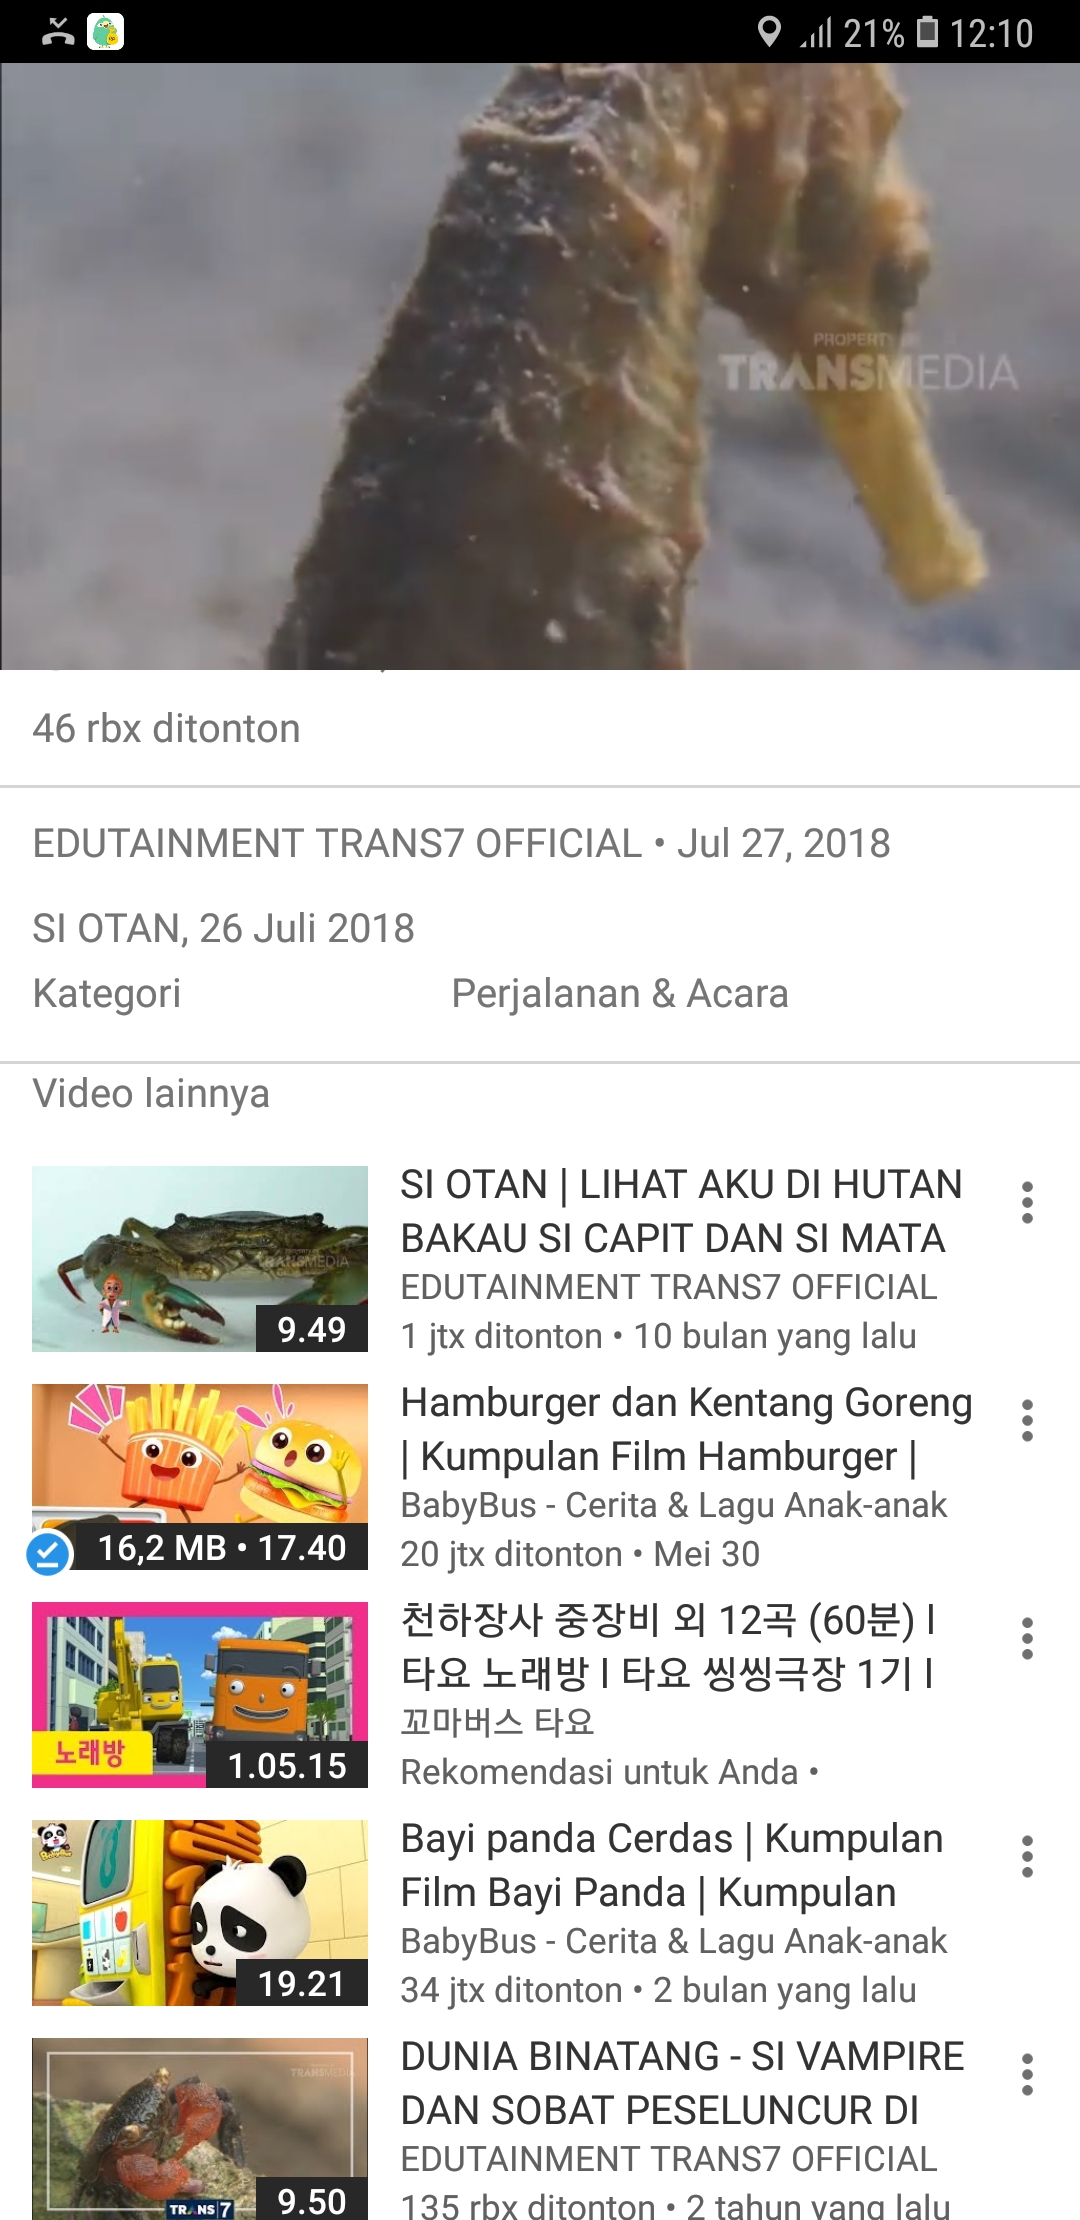 21% 12:10
PROPERTY OF
TRANSMEDIA
46 rbx ditonton
EDUTAINMENT TRANS7 OFFICIAL • Jul 27, 2018
SI OTAN, 26 Juli 2018
Kategori Perjalanan & Acara
Video lainnya
SI OTAN | LIHAT AKU DI HUTAN
BAKAU SI CAPIT DAN SI MATA
EDUTAINMENT TRANS7 OFFICIAL
1 jtx ditonton • 10 bulan yang lalu
TRANSMEDIA
9.49
Hamburger dan Kentang Goreng
| Kumpulan Film Hamburger |
BabyBus - Cerita & Lagu Anak-anak
20 jtx ditonton • Mei 30
16,2 MB • 17.40
천하장사 중장비 외 12곡 (60분) l
타요 노래방 l 타요 씽씽극장 1기 l
꼬마버스 타요
Rekomendasi untuk Anda •
노래방
1.05.15
Bayi panda Cerdas | Kumpulan
Film Bayi Panda | Kumpulan
BabyBus - Cerita & Lagu Anak-anak
34 jtx ditonton • 2 bulan yang lalu
BabyBus
19.21
DUNIA BINATANG - SI VAMPIRE
DAN SOBAT PESELUNCUR DI
EDUTAINMENT TRANS7 OFFICIAL
135 rbx ditonton • 2 tahun yang lalu
TRANSMEDIA
TRANS|7
9.50